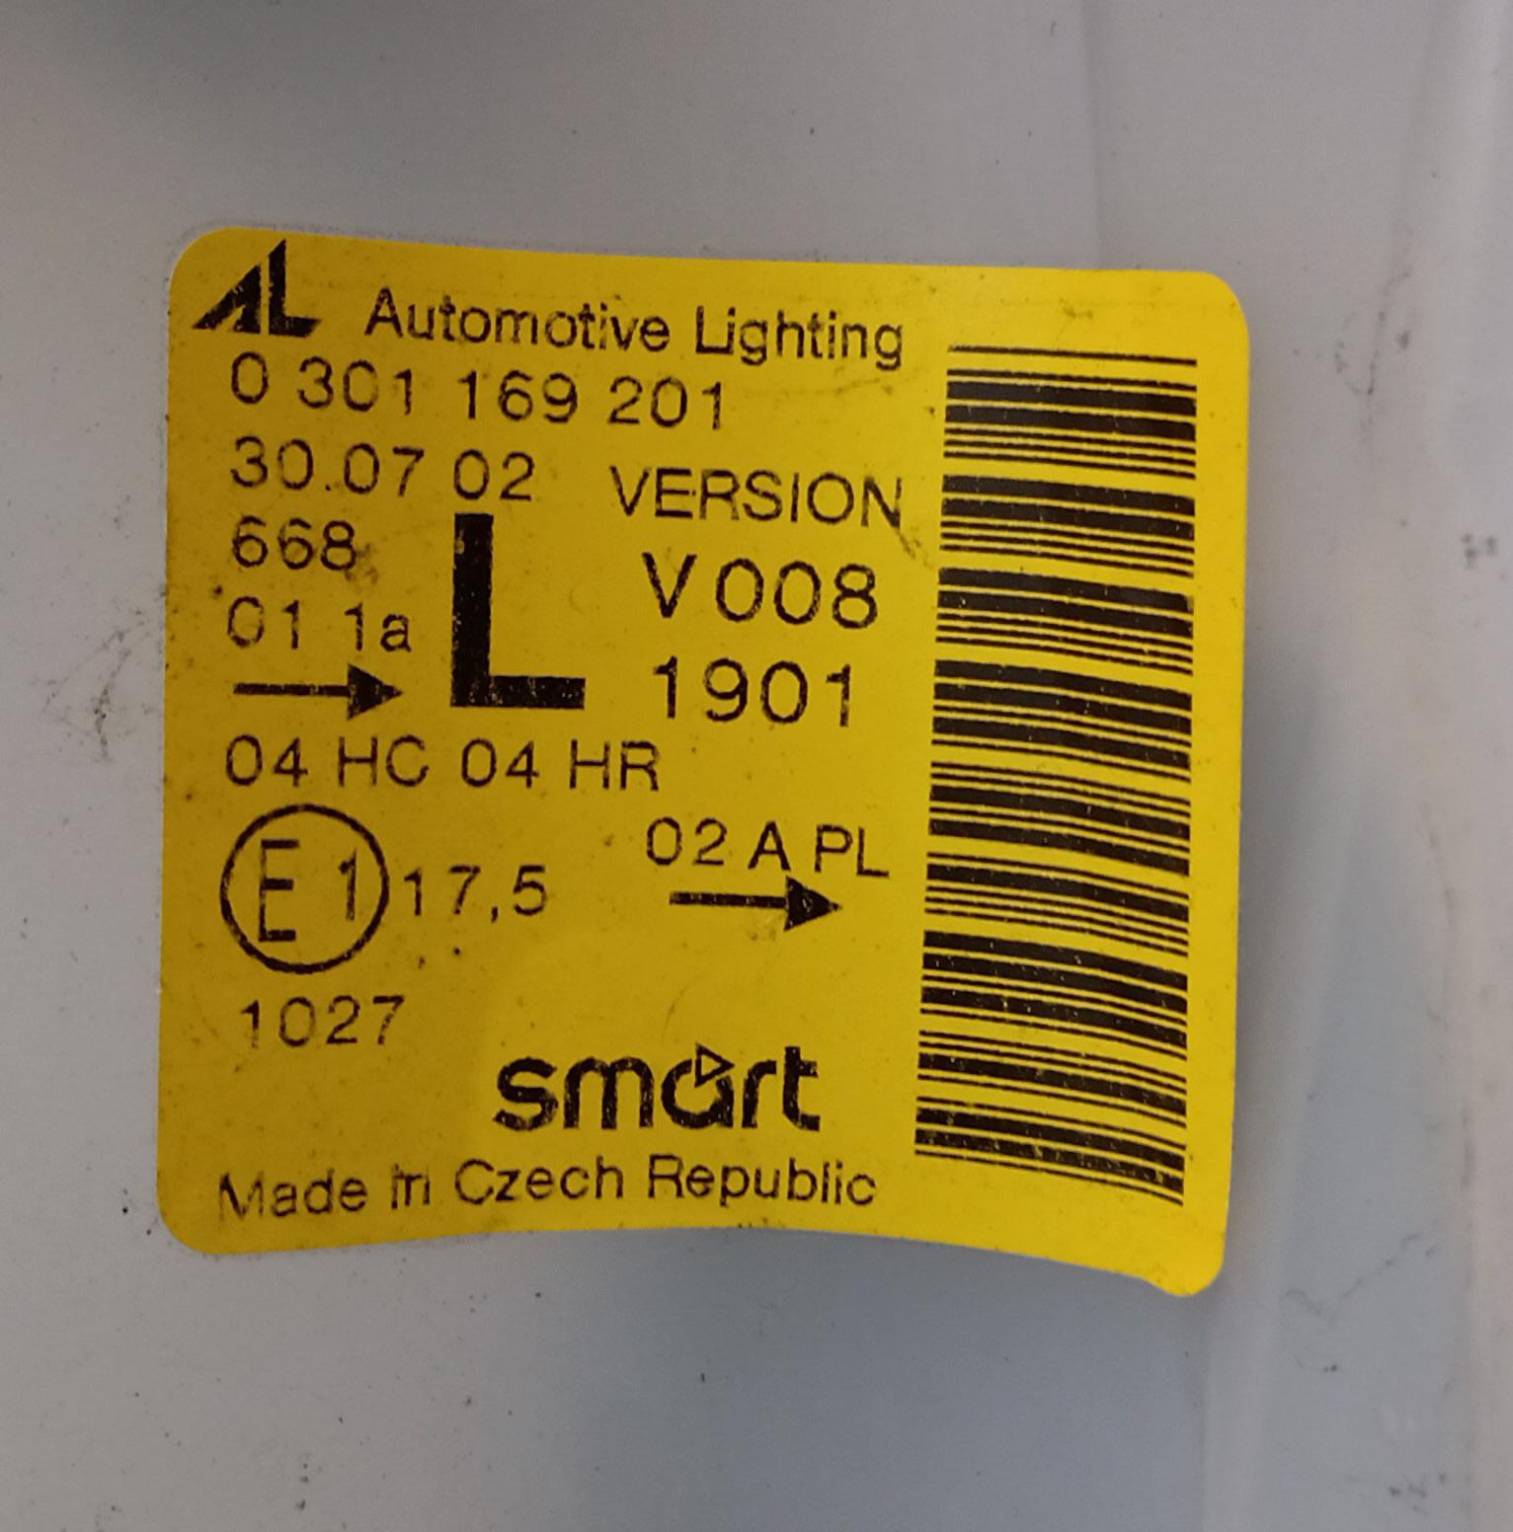 AL Automotive Lighting
0 301 169 201
30.07 02 VERSION
668 L V008
01 1a 1901
04 HC 04 HR
02 A PL
E1 17,5
1027
smart
Made in Czech Republic